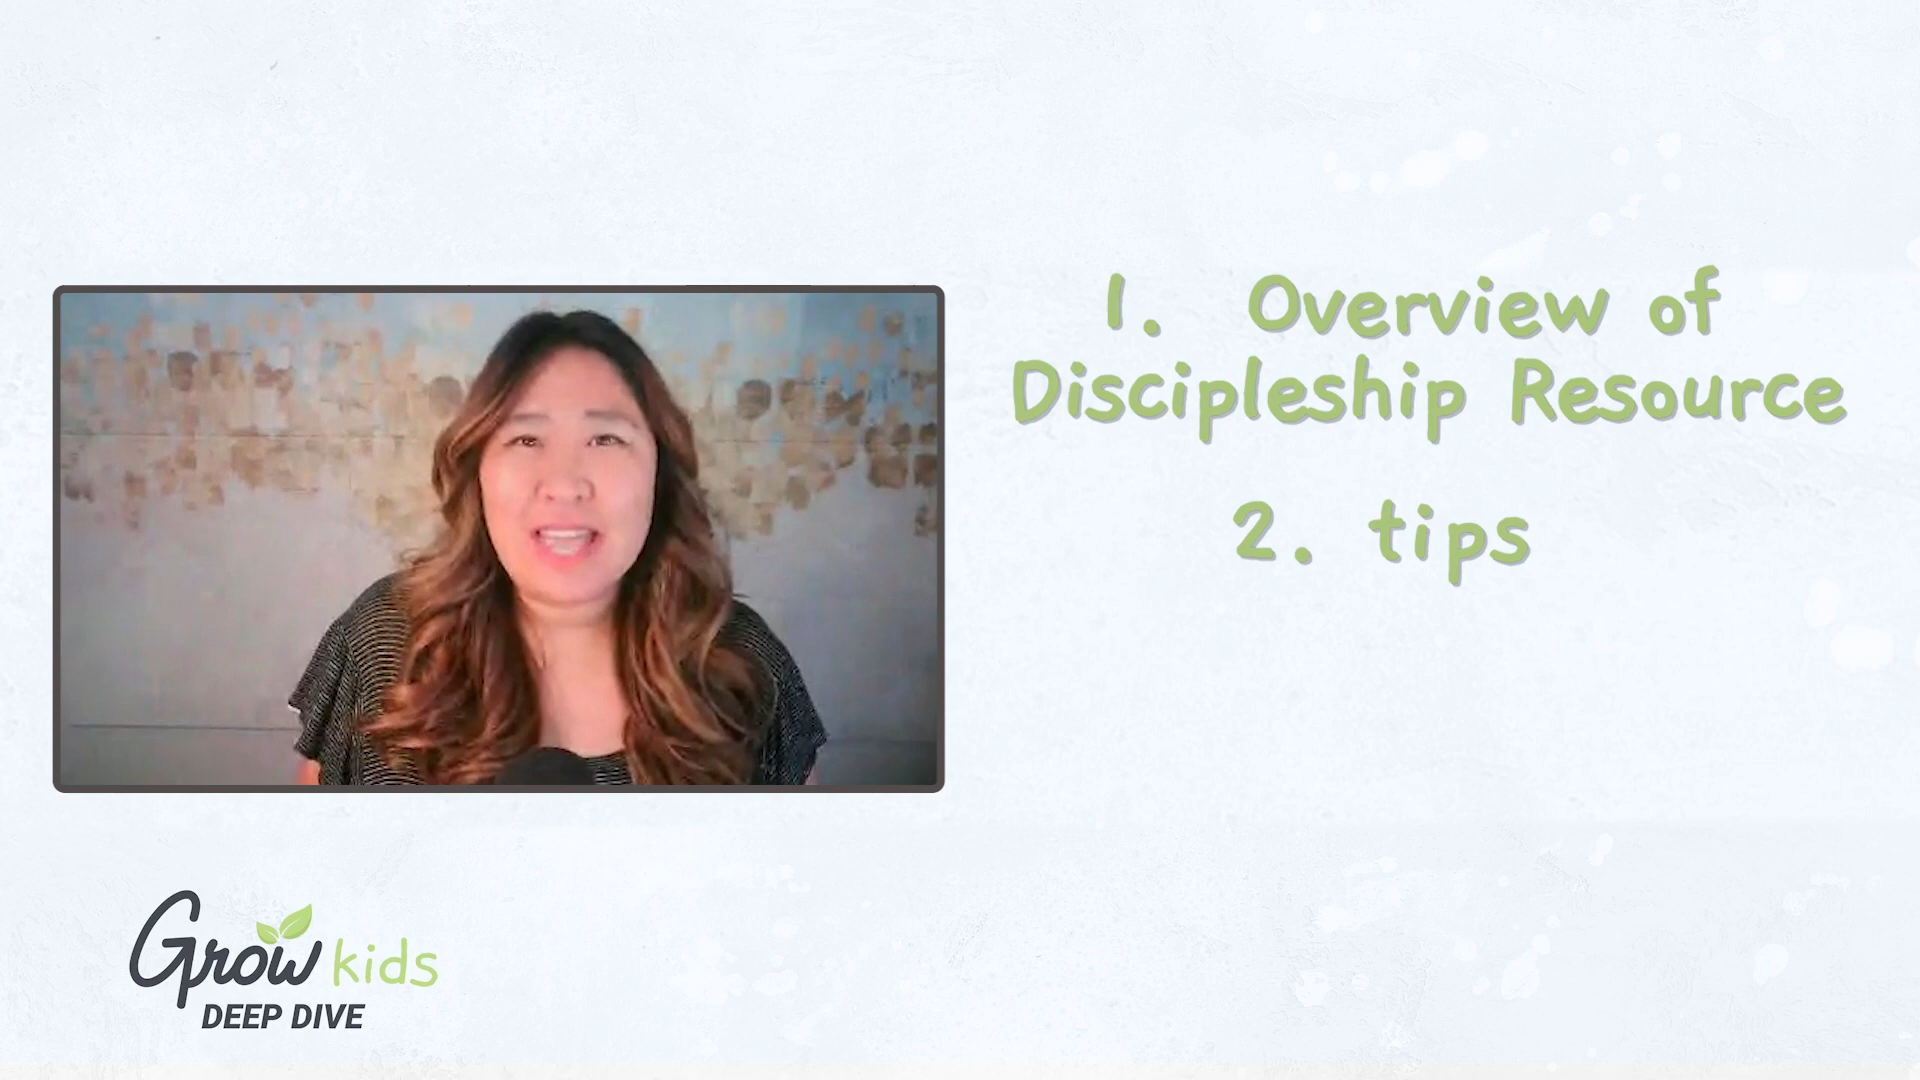 1. Overview of
Discipleship Resource
2. tips
Grow kids
DEEP DIVE